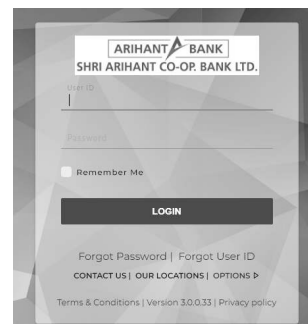 ARIHANT BANK
SHRI ARIHANT CO-OP. BANK LTD.
User ID
Password
Remember Me
LOGIN
Forgot Password | Forgot User ID
CONTACT US | OUR LOCATIONS | OPTIONS
Terms & Conditions | Version 3.0.0.33 | Privacy policy